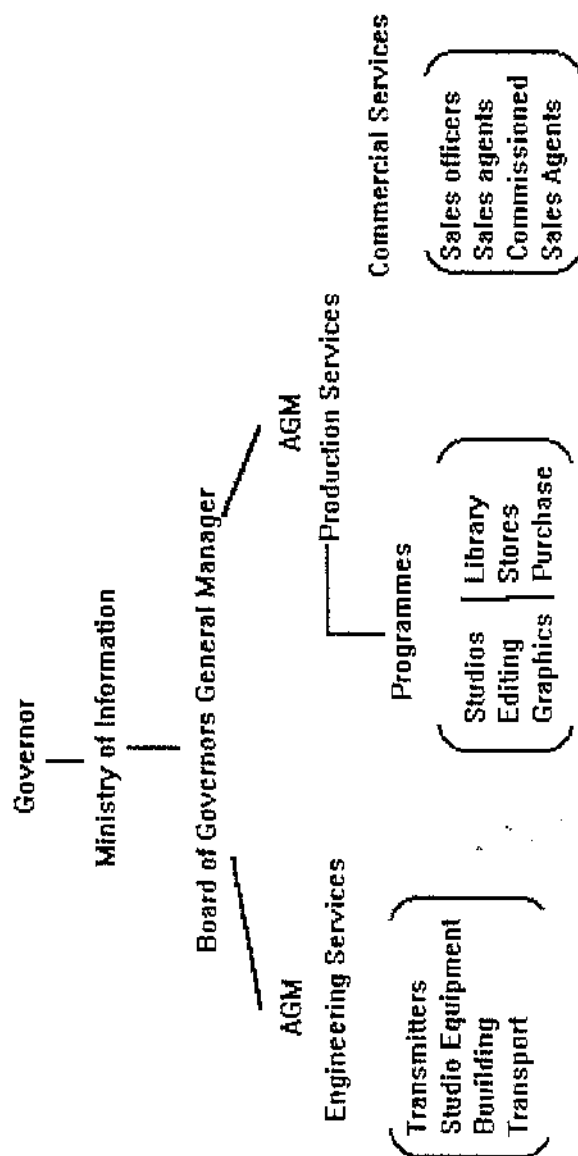 Governor
Ministry of Information
Board of Governors General Manager
AGM
Engineering Services
Transmitters
Studio Equipment
Bouilding
Transport
AGM
Production Services
Programmes
Studios
Editing
Graphics
Library
Stores
Purchase
Commercial Services
Sales officers
Sales agents
Commissioned
Sales Agents